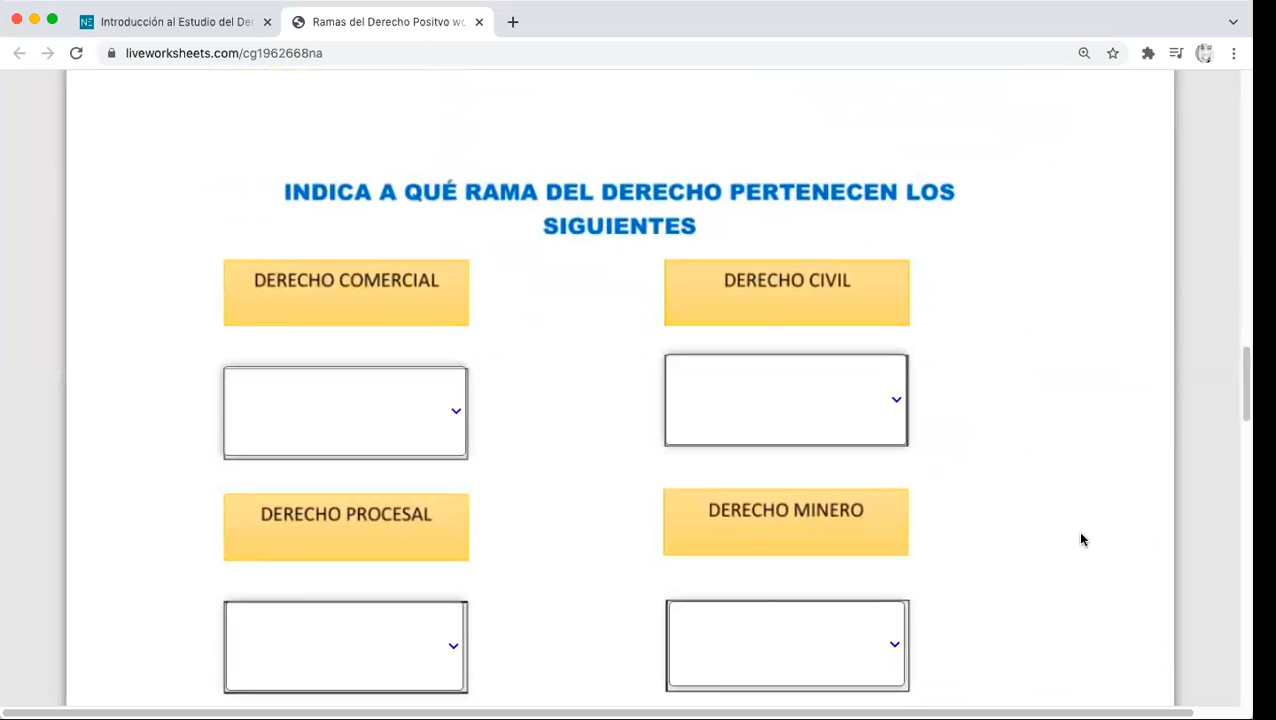 Introducción al Estudio del De
Ramas del Derecho Positvo wo
liveworksheets.com/cg1962668na
INDICA A QUÉ RAMA DEL DERECHO PERTENECEN LOS
SIGUIENTES
DERECHO COMERCIAL
DERECHO CIVIL
DERECHO PROCESAL
DERECHO MINERO